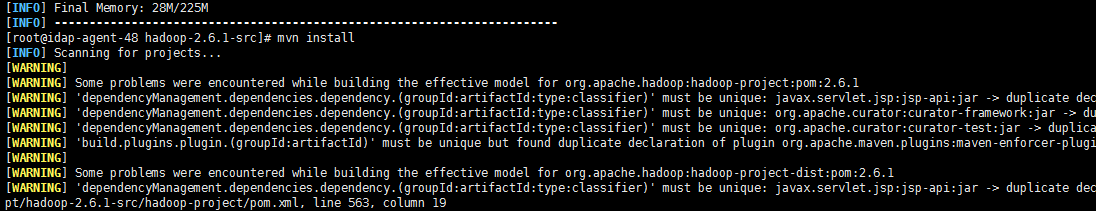 [INFO] Final Memory: 28M/225M
[INFO] ------------------------------------------------------------------------
[root@idap-agent-48 hadoop-2.6.1-src]# mvn install
[INFO] Scanning for projects...
[WARNING]
[WARNING] Some problems were encountered while building the effective model for org.apache.hadoop:hadoop-project:pom:2.6.1
[WARNING] 'dependencyManagement.dependencies.dependency.(groupId:artifactId:type:classifier)' must be unique: javax.servlet.jsp:jsp-api:jar -> duplicate dec
[WARNING] 'dependencyManagement.dependencies.dependency.(groupId:artifactId:type:classifier)' must be unique: org.apache.curator:curator-framework:jar -> du
[WARNING] 'dependencyManagement.dependencies.dependency.(groupId:artifactId:type:classifier)' must be unique: org.apache.curator:curator-test:jar -> duplica
[WARNING] 'build.plugins.plugin.(groupId:artifactId)' must be unique but found duplicate declaration of plugin org.apache.maven.plugins:maven-enforcer-plugi
[WARNING]
[WARNING] Some problems were encountered while building the effective model for org.apache.hadoop:hadoop-project-dist:pom:2.6.1
[WARNING] 'dependencyManagement.dependencies.dependency.(groupId:artifactId:type:classifier)' must be unique: javax.servlet.jsp:jsp-api:jar -> duplicate dec
pt/hadoop-2.6.1-src/hadoop-project/pom.xml, line 563, column 19